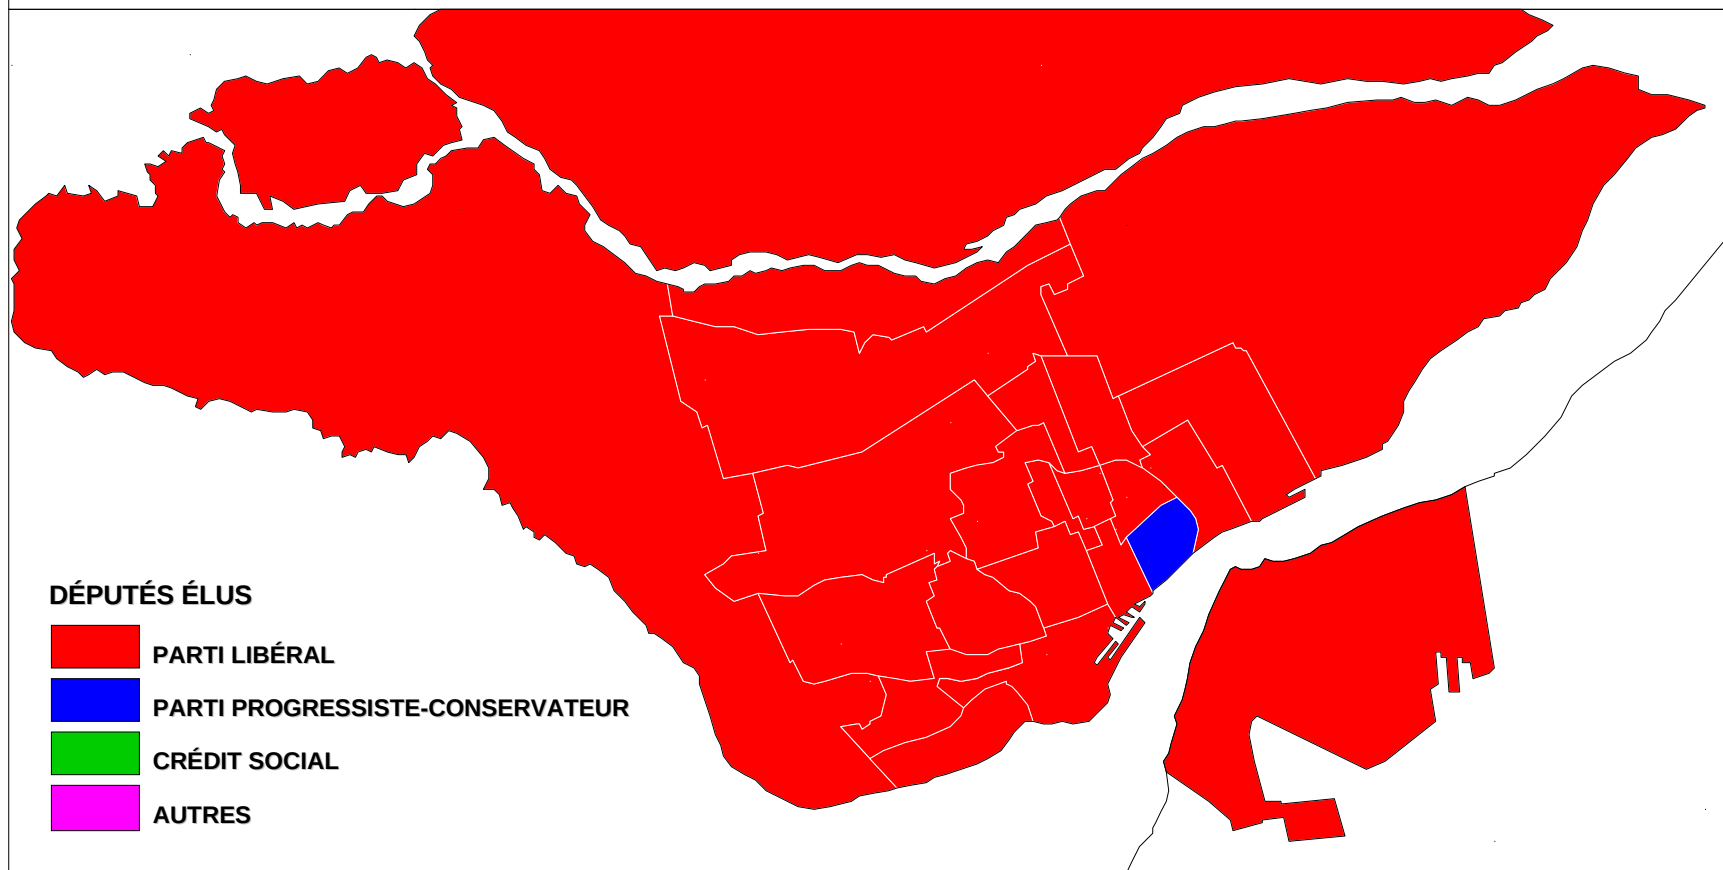 DÉPUTÉS ÉLUS
PARTI LIBÉRAL
PARTI PROGRESSISTE-CONSERVATEUR
CRÉDIT SOCIAL
AUTRES